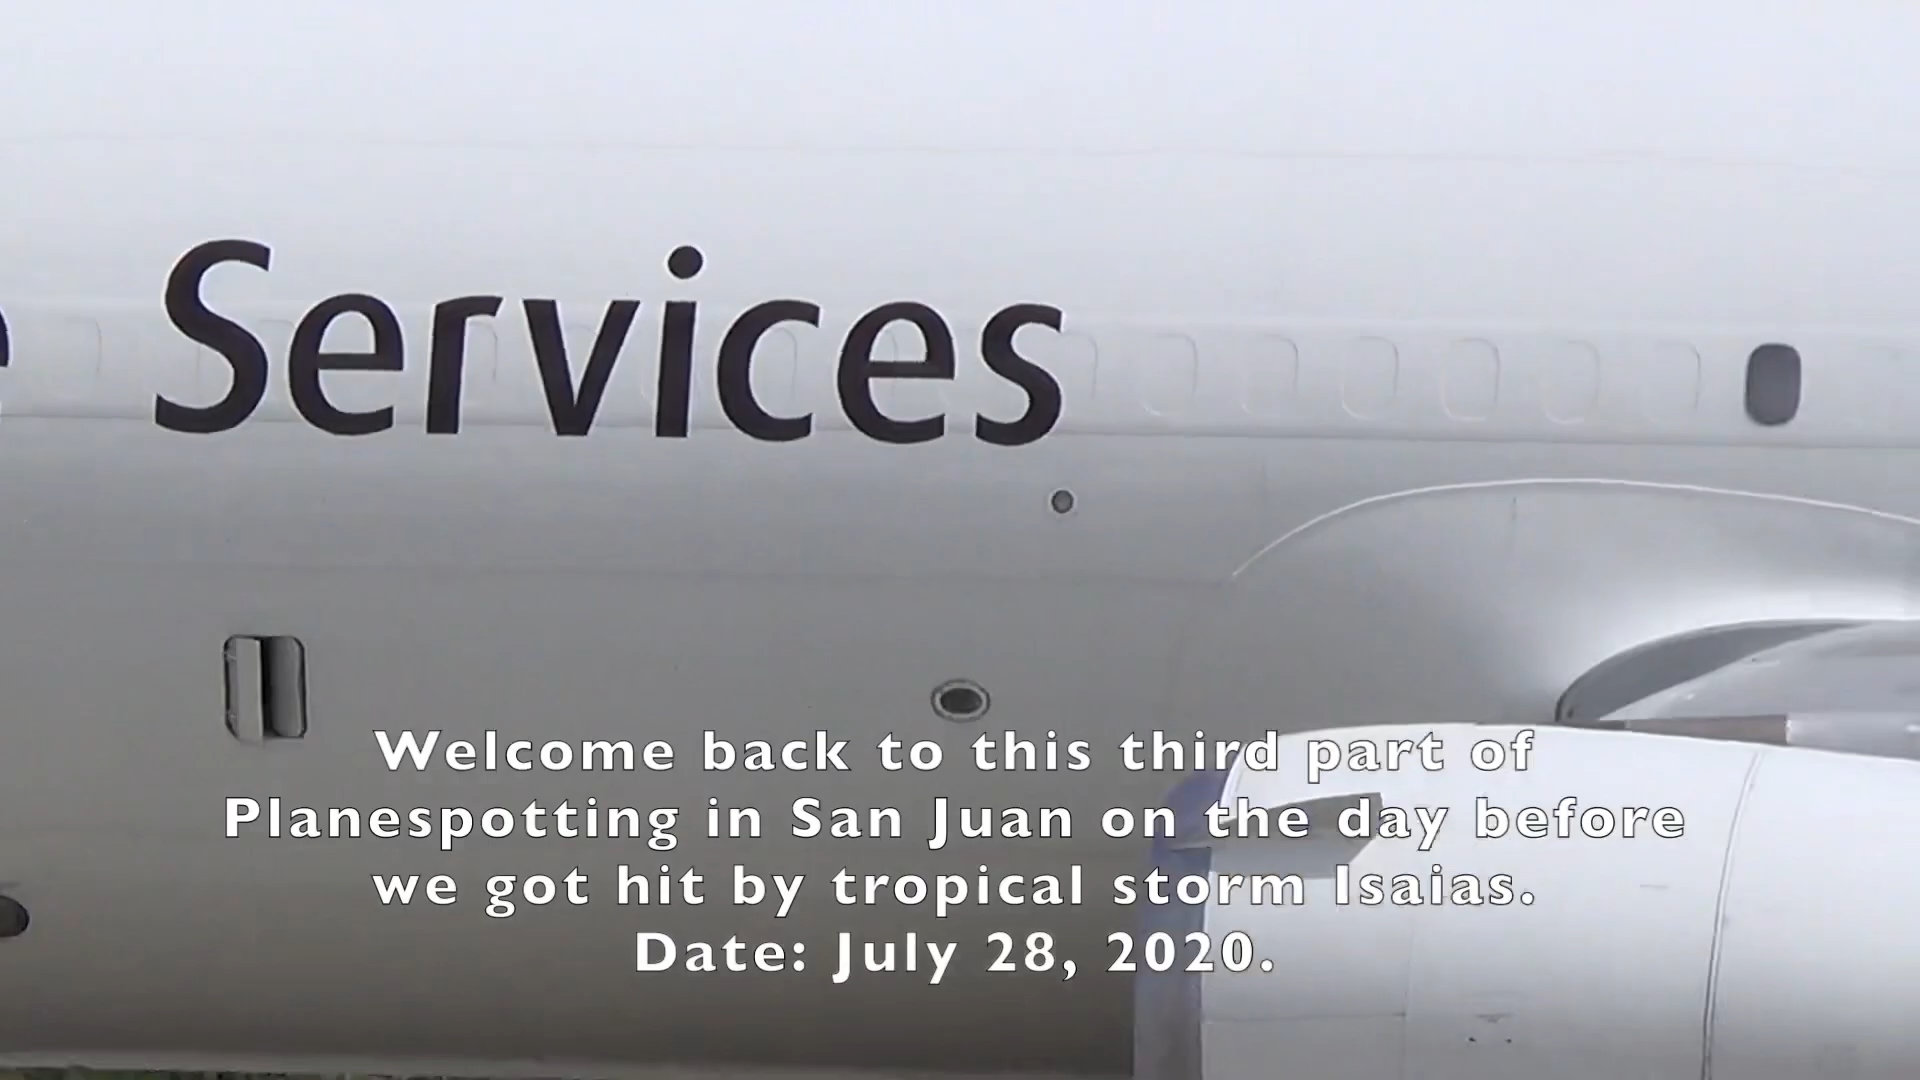 Services
Welcome back to this third part of
Planespotting in San Juan on the day before
we got hit by tropical storm Isaias.
Date: July 28, 2020.